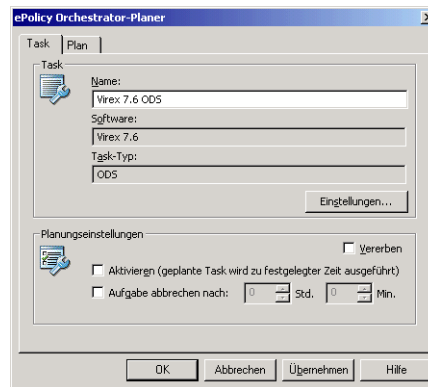 ePolicy Orchestrator-Planer
Task Plan
Task
Name:
Virex 7.6 ODS
Software:
Virex 7.6
Task-Typ:
ODS
Einstellungen...
Planungseinstellungen
Vererben
Aktivieren (geplante Task wird zu festgelegter Zeit ausgeführt)
Aufgabe abbrechen nach: 0 Std. 0 Min.
OK Abbrechen Übernehmen Hilfe